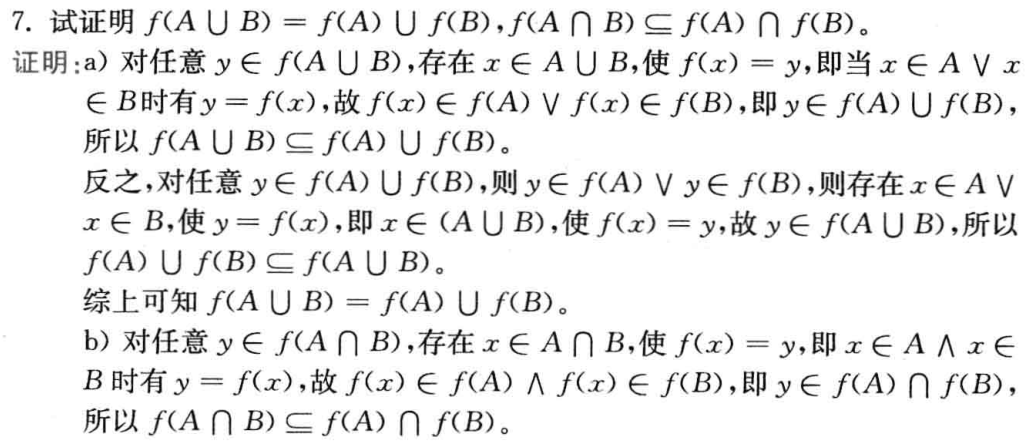 7. 试证明 f(A ∪ B) = f(A) ∪ f(B),f(A ∩ B) ⊆ f(A) ∩ f(B)。
证明:a) 对任意 y ∈ f(A ∪ B),存在 x ∈ A ∪ B,使 f(x) = y,即当 x ∈ A ∨ x
∈ B时有 y = f(x),故 f(x) ∈ f(A) ∨ f(x) ∈ f(B),即 y ∈ f(A) ∪ f(B),
所以 f(A ∪ B) ⊆ f(A) ∪ f(B)。
反之,对任意 y ∈ f(A) ∪ f(B),则 y ∈ f(A) ∨ y ∈ f(B),则存在 x ∈ A ∨
x ∈ B,使 y = f(x),即 x ∈ (A ∪ B),使 f(x) = y,故 y ∈ f(A ∪ B),所以
f(A) ∪ f(B) ⊆ f(A ∪ B)。
综上可知 f(A ∪ B) = f(A) ∪ f(B)。
b) 对任意 y ∈ f(A ∩ B),存在 x ∈ A ∩ B,使 f(x) = y,即 x ∈ A ∧ x ∈
B 时有 y = f(x),故 f(x) ∈ f(A) ∧ f(x) ∈ f(B),即 y ∈ f(A) ∩ f(B),
所以 f(A ∩ B) ⊆ f(A) ∩ f(B)。